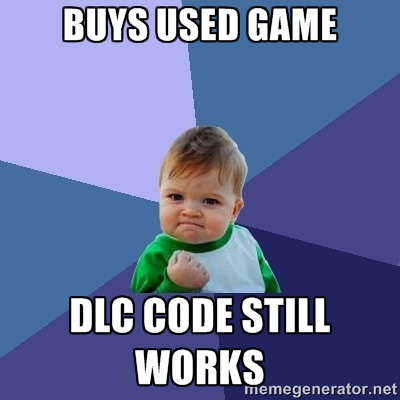 BUYS USED GAME
DLC CODE STILL
WORKS
memegenerator.net